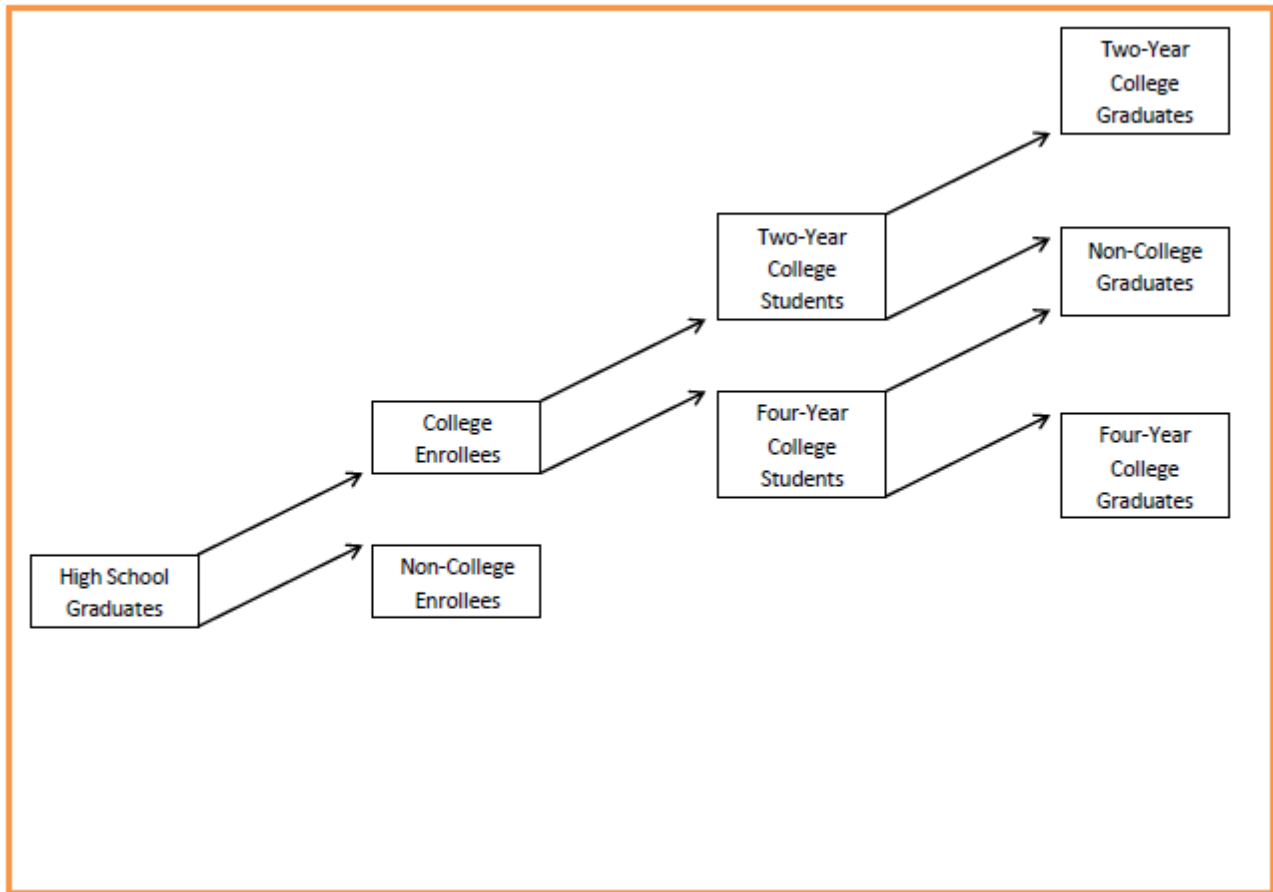 Two-Year
College
Graduates
Two-Year
College
Students
Non-College
Graduates
College
Enrollees
Four-Year
College
Students
Four-Year
College
Graduates
High School
Graduates
Non-College
Enrollees